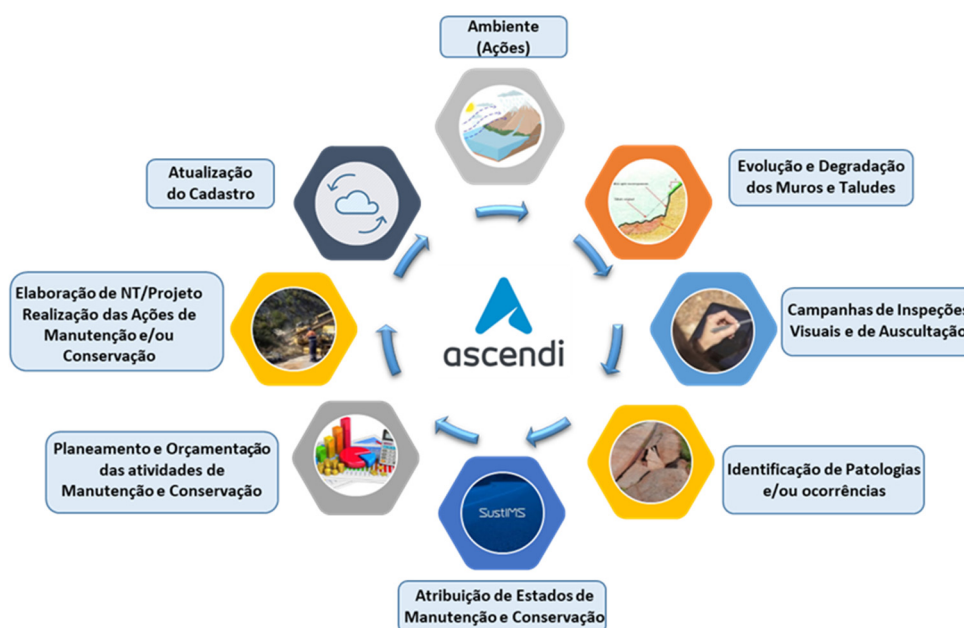 Ambiente
(Ações)
Evolução e Degradação
dos Muros e Taludes
Campanhas de Inspeções
Visuais e de Auscultação
Identificação de Patologias
e/ou ocorrências
Atribuição de Estados de
Manutenção e Conservação
SustIMS
Planeamento e Orçamentação
das atividades de
Manutenção e Conservação
Elaboração de NT/Projeto
Realização das Ações de
Manutenção e/ou
Conservação
Atualização
do Cadastro
ascendi